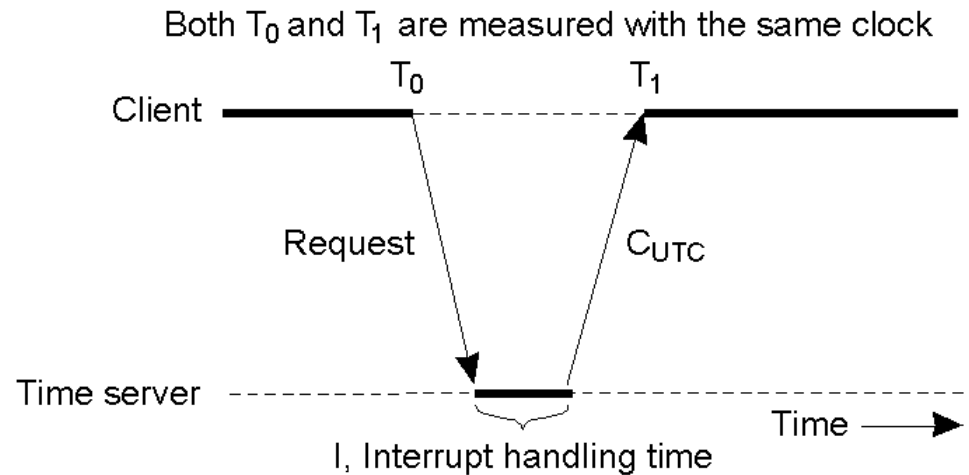 Both T₀ and T₁ are measured with the same clock
T₀
T₁
Client
Request
C_UTC
Time server
Time
I, Interrupt handling time